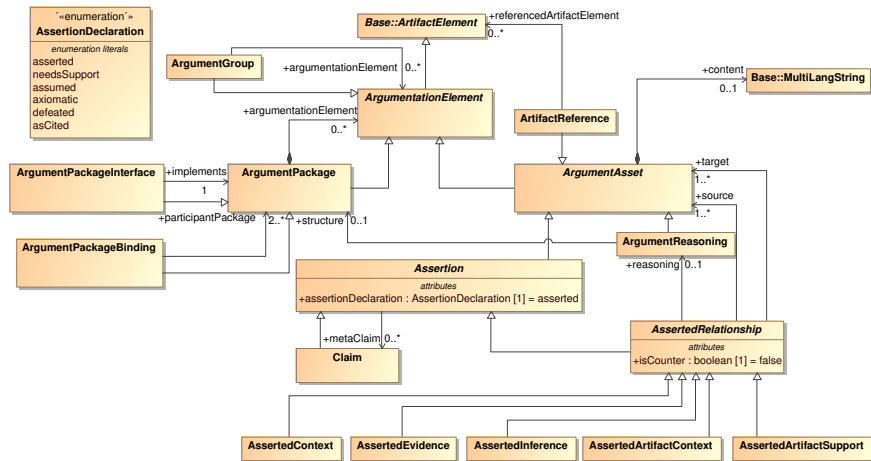 ´«enumeration´»
AssertionDeclaration
enumeration literals
asserted
needsSupport
assumed
axiomatic
defeated
asCited
Base::ArtifactElement
+referencedArtifactElement
0..*
ArgumentGroup
+argumentationElement
0..*
+content
0..1
Base::MultiLangString
ArgumentationElement
+argumentationElement
0..*
ArtifactReference
ArgumentPackageInterface
+implements
1
ArgumentPackage
ArgumentAsset
+target
1..*
+source
1..*
+participantPackage
2..*
+structure
0..1
ArgumentPackageBinding
ArgumentReasoning
+reasoning
0..1
Assertion
attributes
+assertionDeclaration : AssertionDeclaration [1] = asserted
+metaClaim
0..*
Claim
AssertedRelationship
attributes
+isCounter : boolean [1] = false
AssertedContext
AssertedEvidence
AssertedInference
AssertedArtifactContext
AssertedArtifactSupport